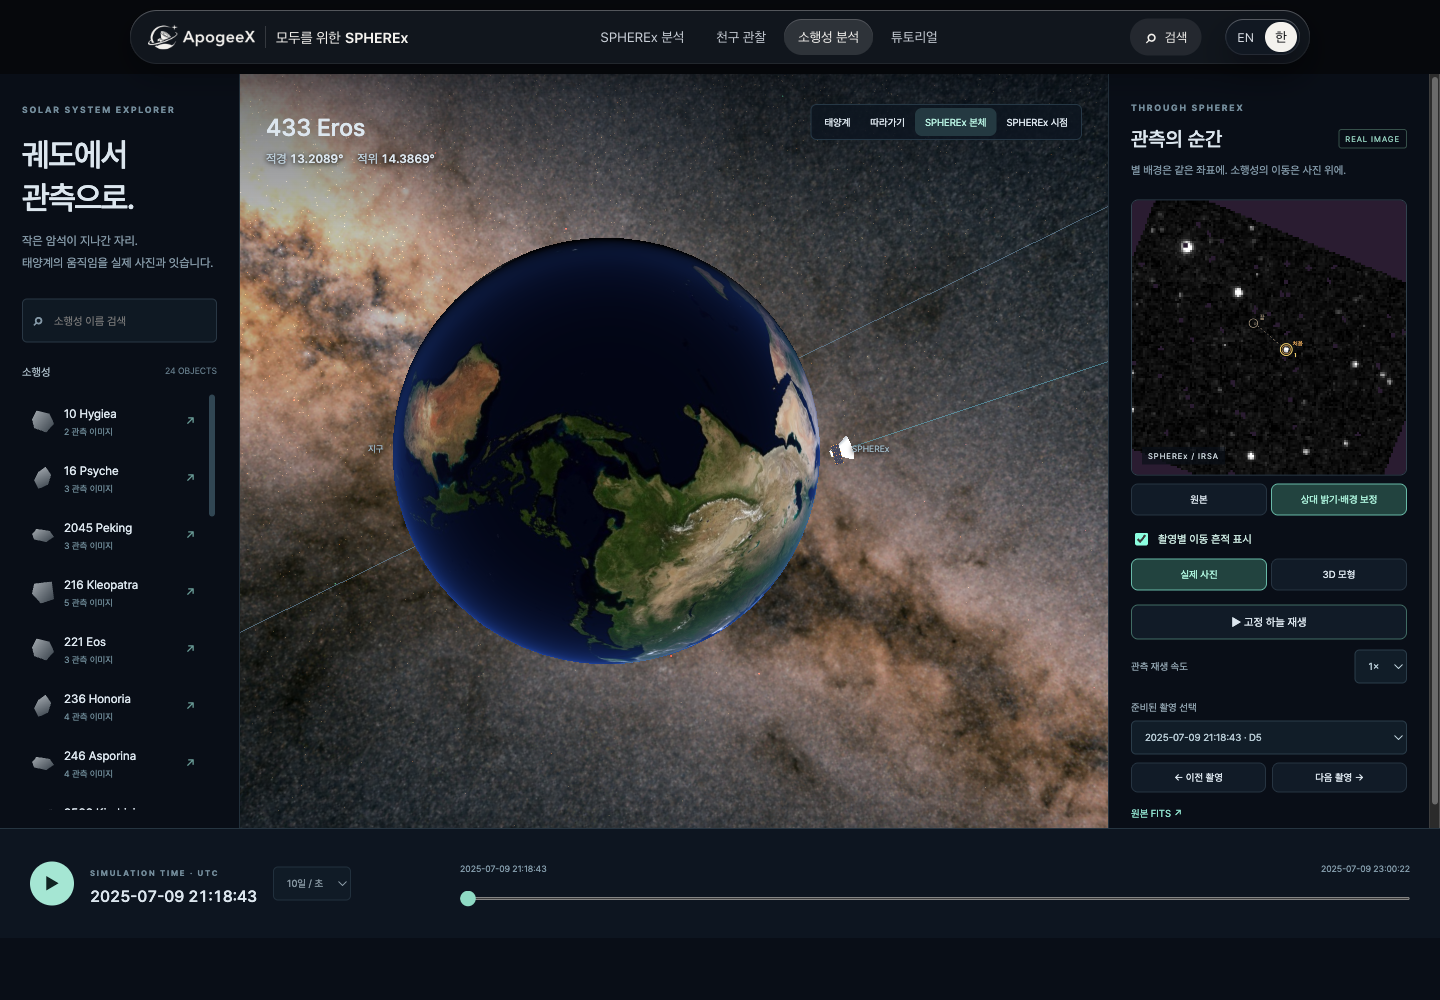 ApogeeX
모두를 위한 SPHEREx
SPHEREx 분석
천구 관찰
소행성 분석
튜토리얼
검색
EN
한
SOLAR SYSTEM EXPLORER
궤도에서
관측으로.
작은 암석이 지나간 자리.
태양계의 움직임을 실제 사진과 잇습니다.
소행성 이름 검색
소행성
24 OBJECTS
10 Hygiea
2 관측 이미지
16 Psyche
3 관측 이미지
2045 Peking
3 관측 이미지
216 Kleopatra
5 관측 이미지
221 Eos
3 관측 이미지
236 Honoria
4 관측 이미지
246 Asporina
4 관측 이미지
433 Eros
적경 13.2089° 적위 14.3869°
태양계
따라가기
SPHEREx 본체
SPHEREx 시점
지구
SPHEREx
THROUGH SPHEREX
관측의 순간
REAL IMAGE
별 배경은 같은 좌표에. 소행성의 이동은 사진 위에.
처음
1
SPHEREx / IRSA
원본
상대 밝기·배경 보정
촬영별 이동 흔적 표시
실제 사진
3D 모형
▶ 고정 하늘 재생
관측 재생 속도
1×
준비된 촬영 선택
2025-07-09 21:18:43 · D5
← 이전 촬영
다음 촬영 →
원본 FITS ↗
SIMULATION TIME · UTC
2025-07-09 21:18:43
10일 / 초
2025-07-09 21:18:43
2025-07-09 23:00:22